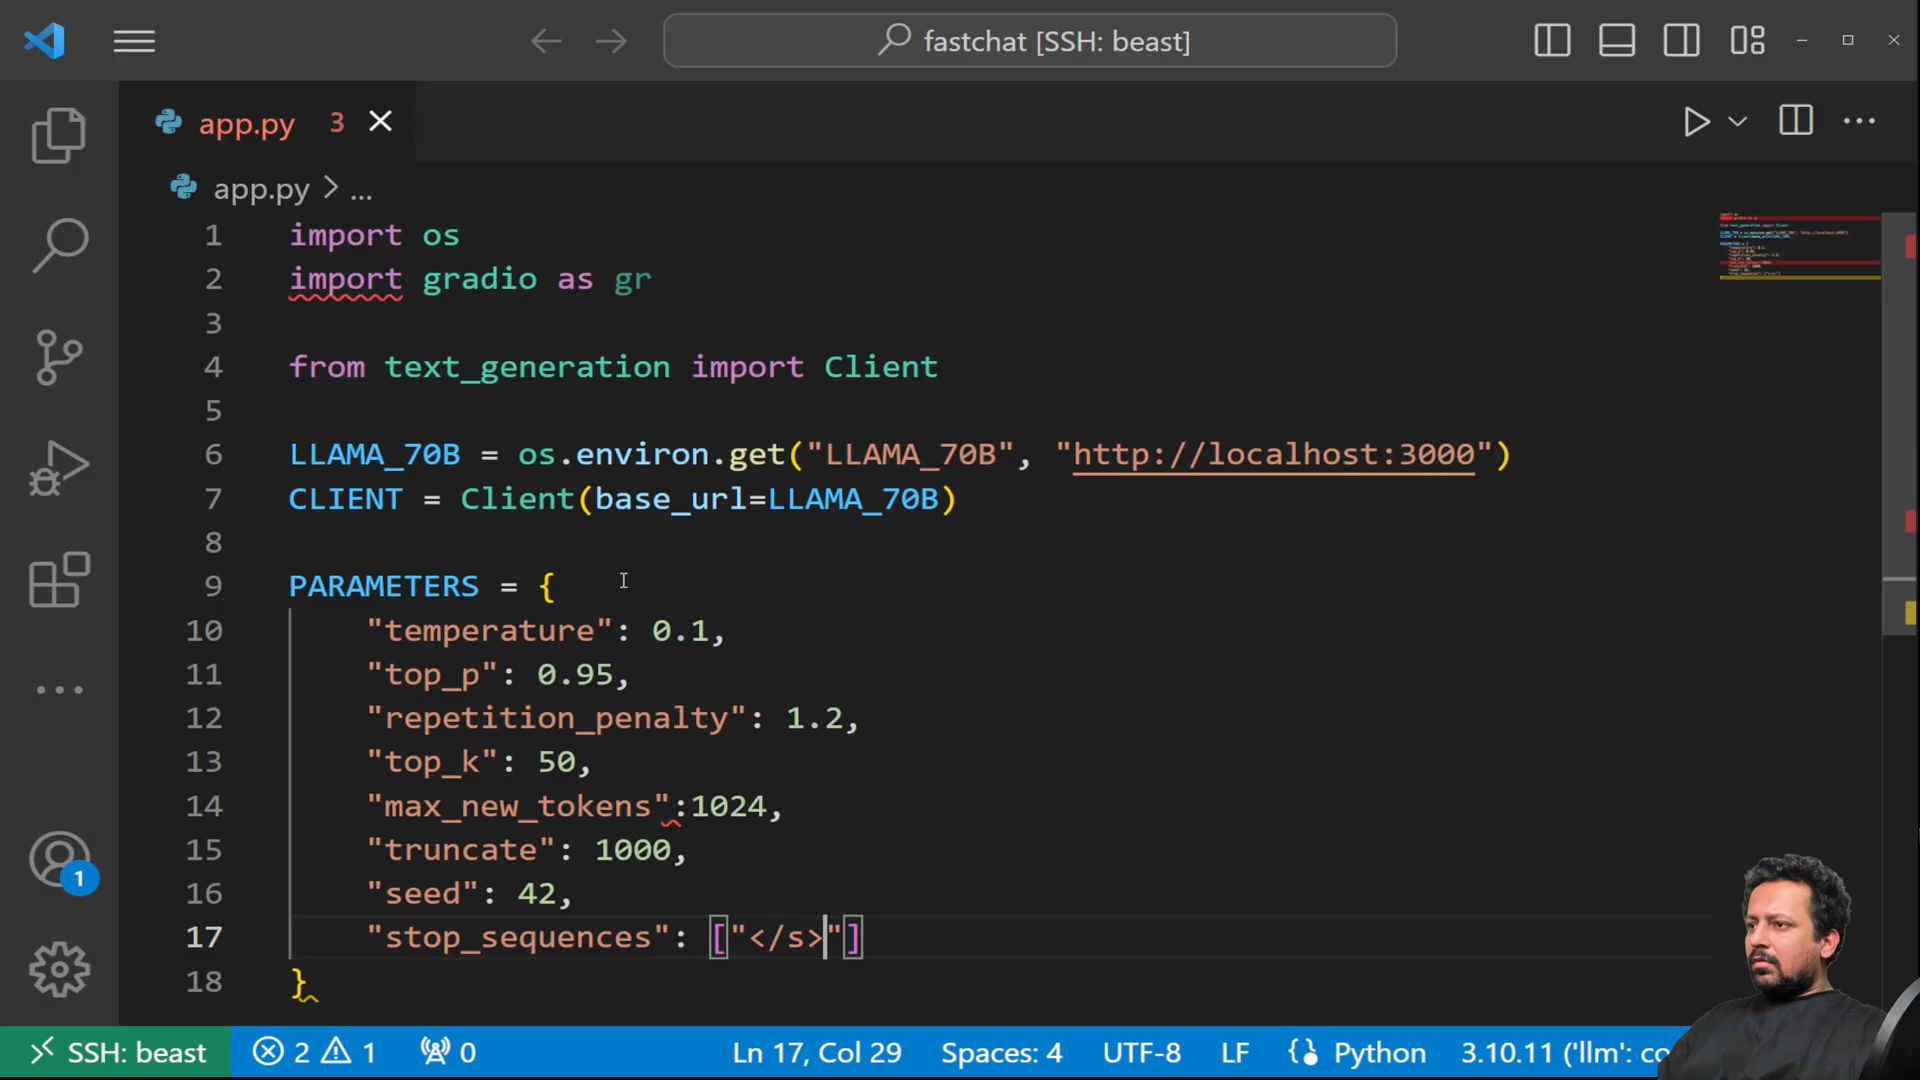 fastchat [SSH: beast]
app.py 3
app.py > ...
1 import os
2 import gradio as gr
3
4 from text_generation import Client
5
6 LLAMA_70B = os.environ.get("LLAMA_70B", "http://localhost:3000")
7 CLIENT = Client(base_url=LLAMA_70B)
8
9 PARAMETERS = {
10 "temperature": 0.1,
11 "top_p": 0.95,
12 "repetition_penalty": 1.2,
13 "top_k": 50,
14 "max_new_tokens":1024,
15 "truncate": 1000,
16 "seed": 42,
17 "stop_sequences": ["</s>"]
18 }
1
SSH: beast 2 1 0 Ln 17, Col 29 Spaces: 4 UTF-8 LF Python 3.10.11 ('llm': co